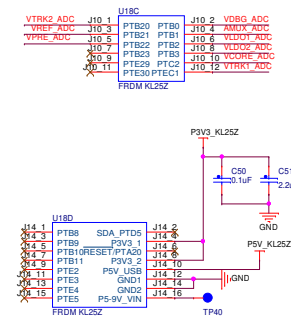 U18C
VTRK2_ADC J10_1 PTB20 PTB0 J10_2 VDBG_ADC
VREF_ADC J10_3 PTB21 PTB1 J10_4 AMUX_ADC
VPRE_ADC J10_5 PTB22 PTB2 J10_6 VLDO1_ADC
J10_7 PTB23 PTB3 J10_8 VLDO2_ADC
J10_9 PTE29 PTC2 J10_10 VCORE_ADC
J10_11 PTE30 PTEC1 J10_12 VTRK1_ADC
FRDM KL25Z
P3V3_KL25Z
C50
0.1uF
C51
2.2u
GND
U18D
P5V_KL25Z
J14_1 PTB8 SDA_PTD5 J14_2
J14_3 PTB9 P3V3_1 J14_4
J14_5 PTB10 RESET/PTA20 J14_6
J14_7 PTB11 P3V3_2 J14_8
J14_9 PTE2 P5V_USB J14_10
J14_11 PTE3 GND1 J14_12
J14_13 PTE4 GND2 J14_14
J14_15 PTE5 P5-9V_VIN J14_16
GND
FRDM KL25Z
TP40